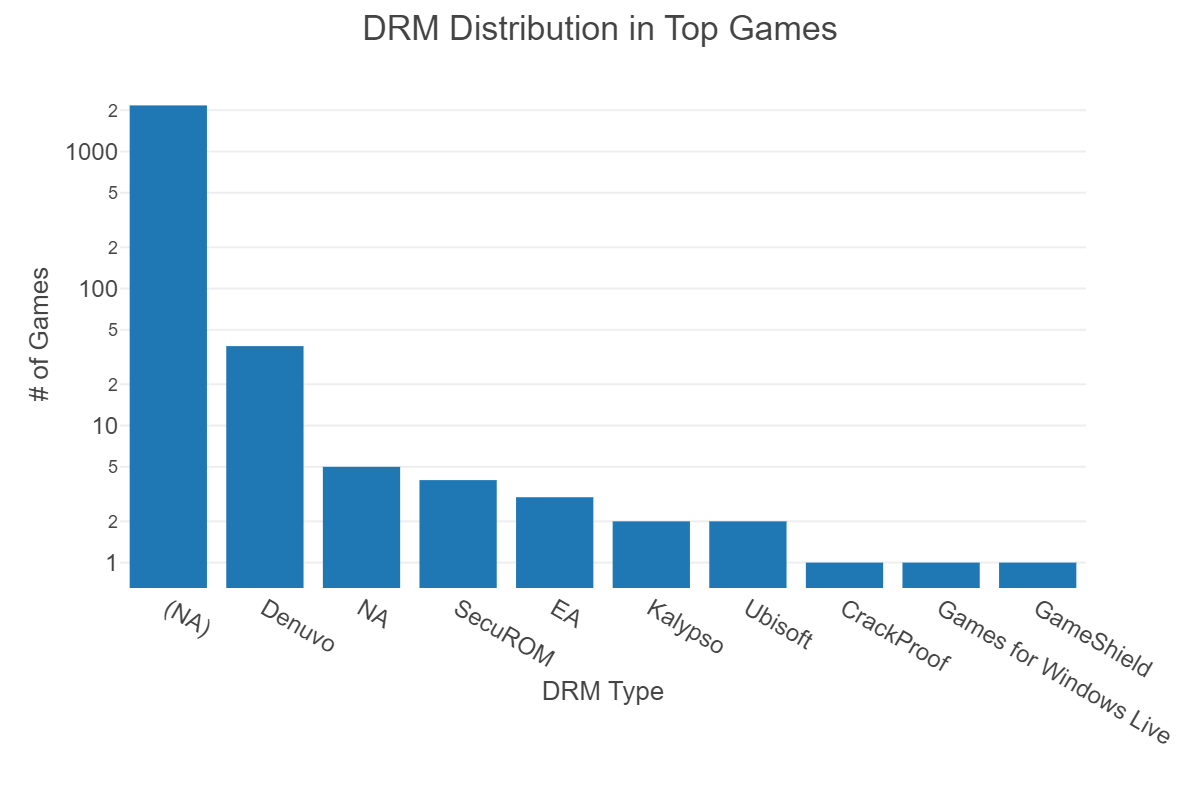 DRM Distribution in Top Games
2
1000
5
2
100
5
2
10
5
2
1
# of Games
(NA)
Denuvo
NA
SecuROM
EA
Kalypso
Ubisoft
CrackProof
Games for Windows Live
GameShield
DRM Type